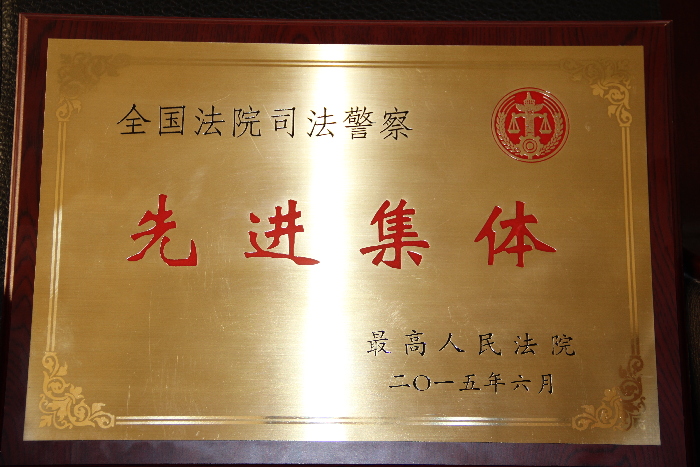 全国法院司法警察
先进集体
最高人民法院
二〇一五年六月